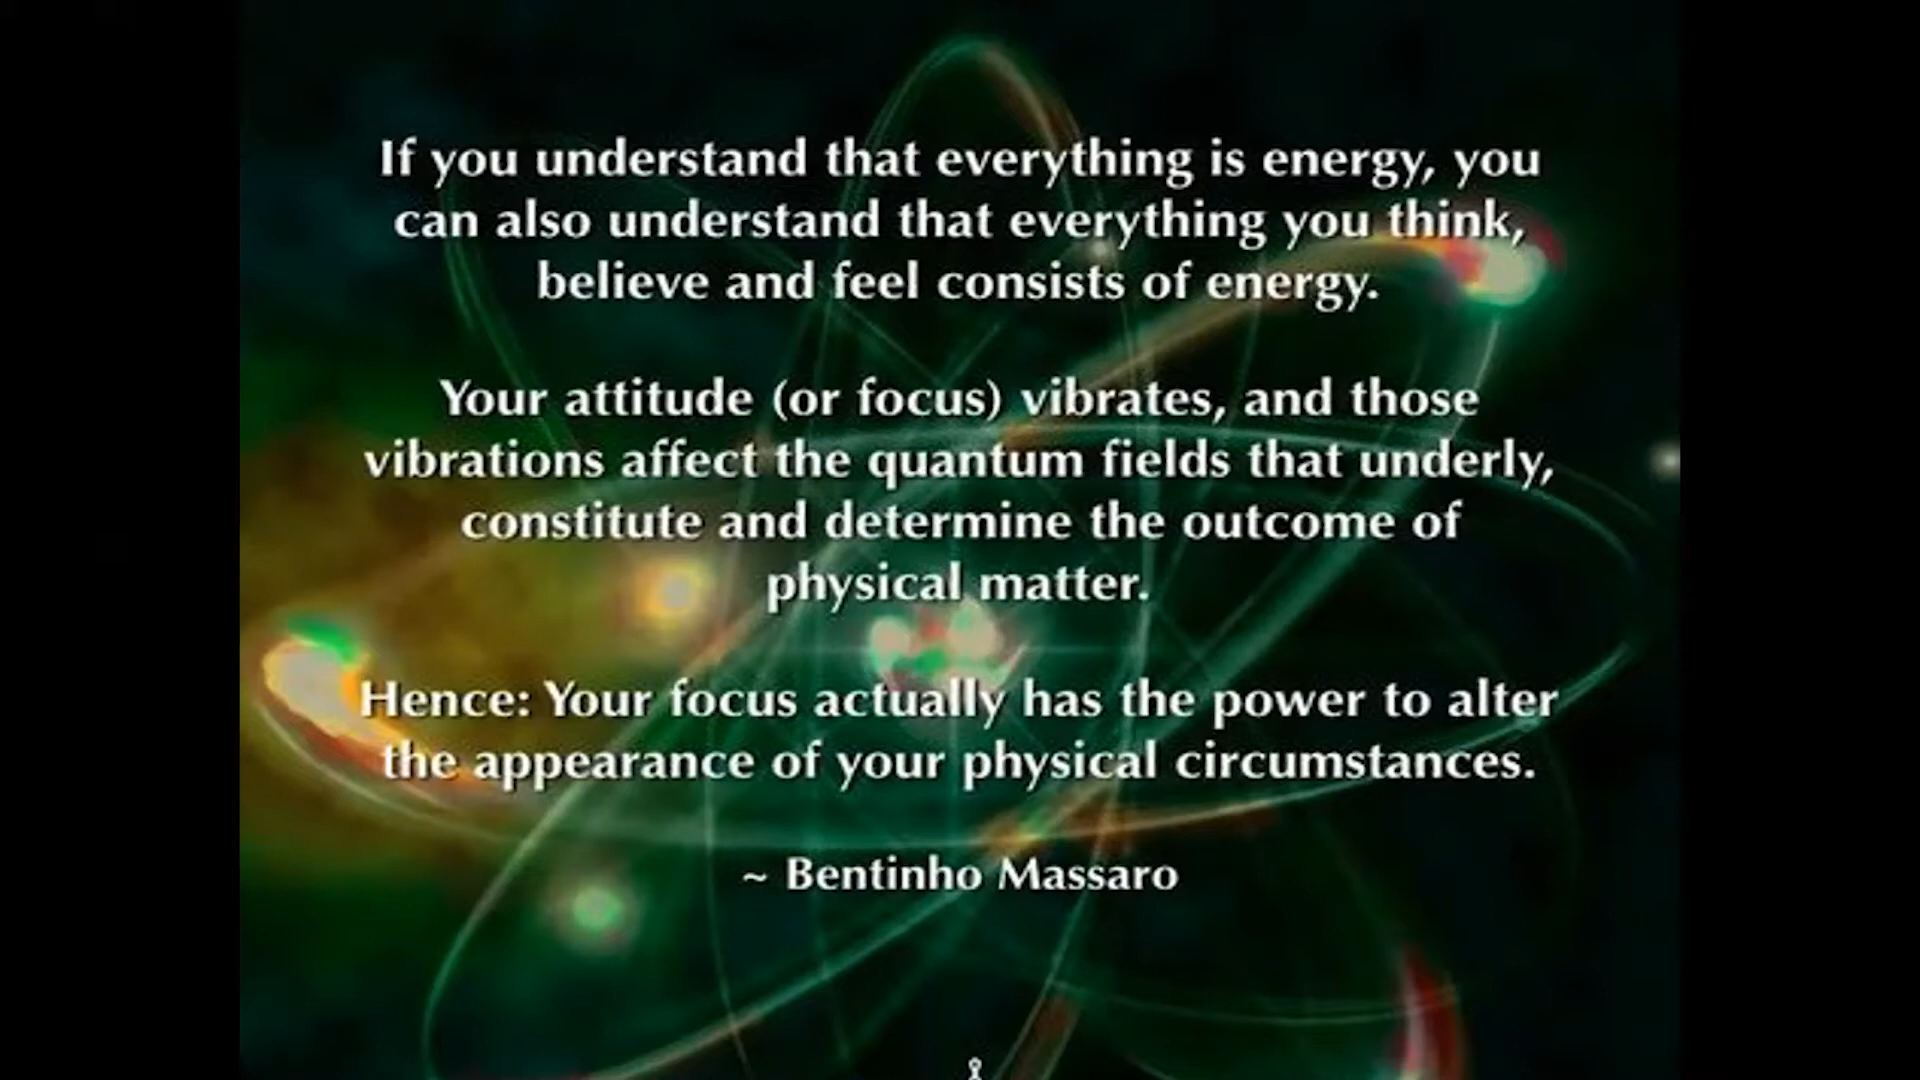 If you understand that everything is energy, you
can also understand that everything you think,
believe and feel consists of energy.
Your attitude (or focus) vibrates, and those
vibrations affect the quantum fields that underly,
constitute and determine the outcome of
physical matter.
Hence: Your focus actually has the power to alter
the appearance of your physical circumstances.
~ Bentinho Massaro